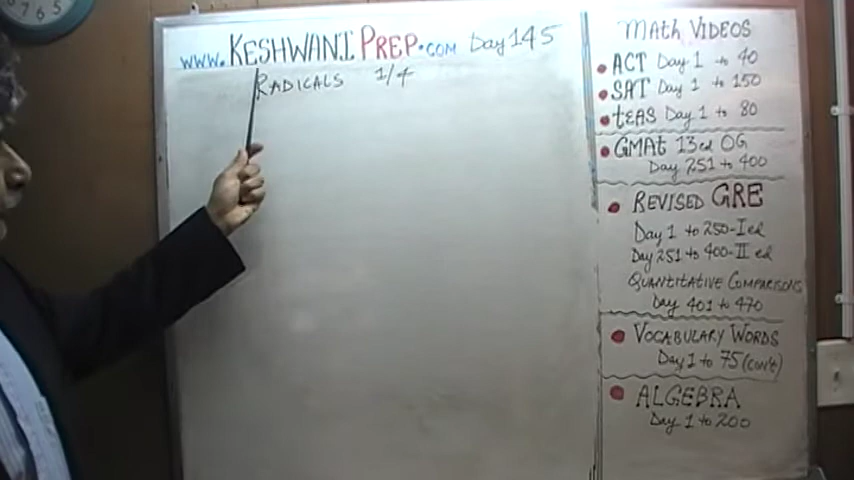 www.KESHWANI PREP.COM Day 145
RADICALS 1/4
MATH VIDEOS
ACT Day 1 to 40
SAT Day 1 to 150
tEAS Day 1 to 80
GMAt 13ed OG
Day 251 to 400
REVISED GRE
Day 1 to 250-I ed
Day 251 to 400-II ed
QUANTITATIVE COMPARISONS
Day 401 to 470
VOCABULARY WORDS
Day 1 to 75 (con't)
ALGEBRA
Day 1 to 200